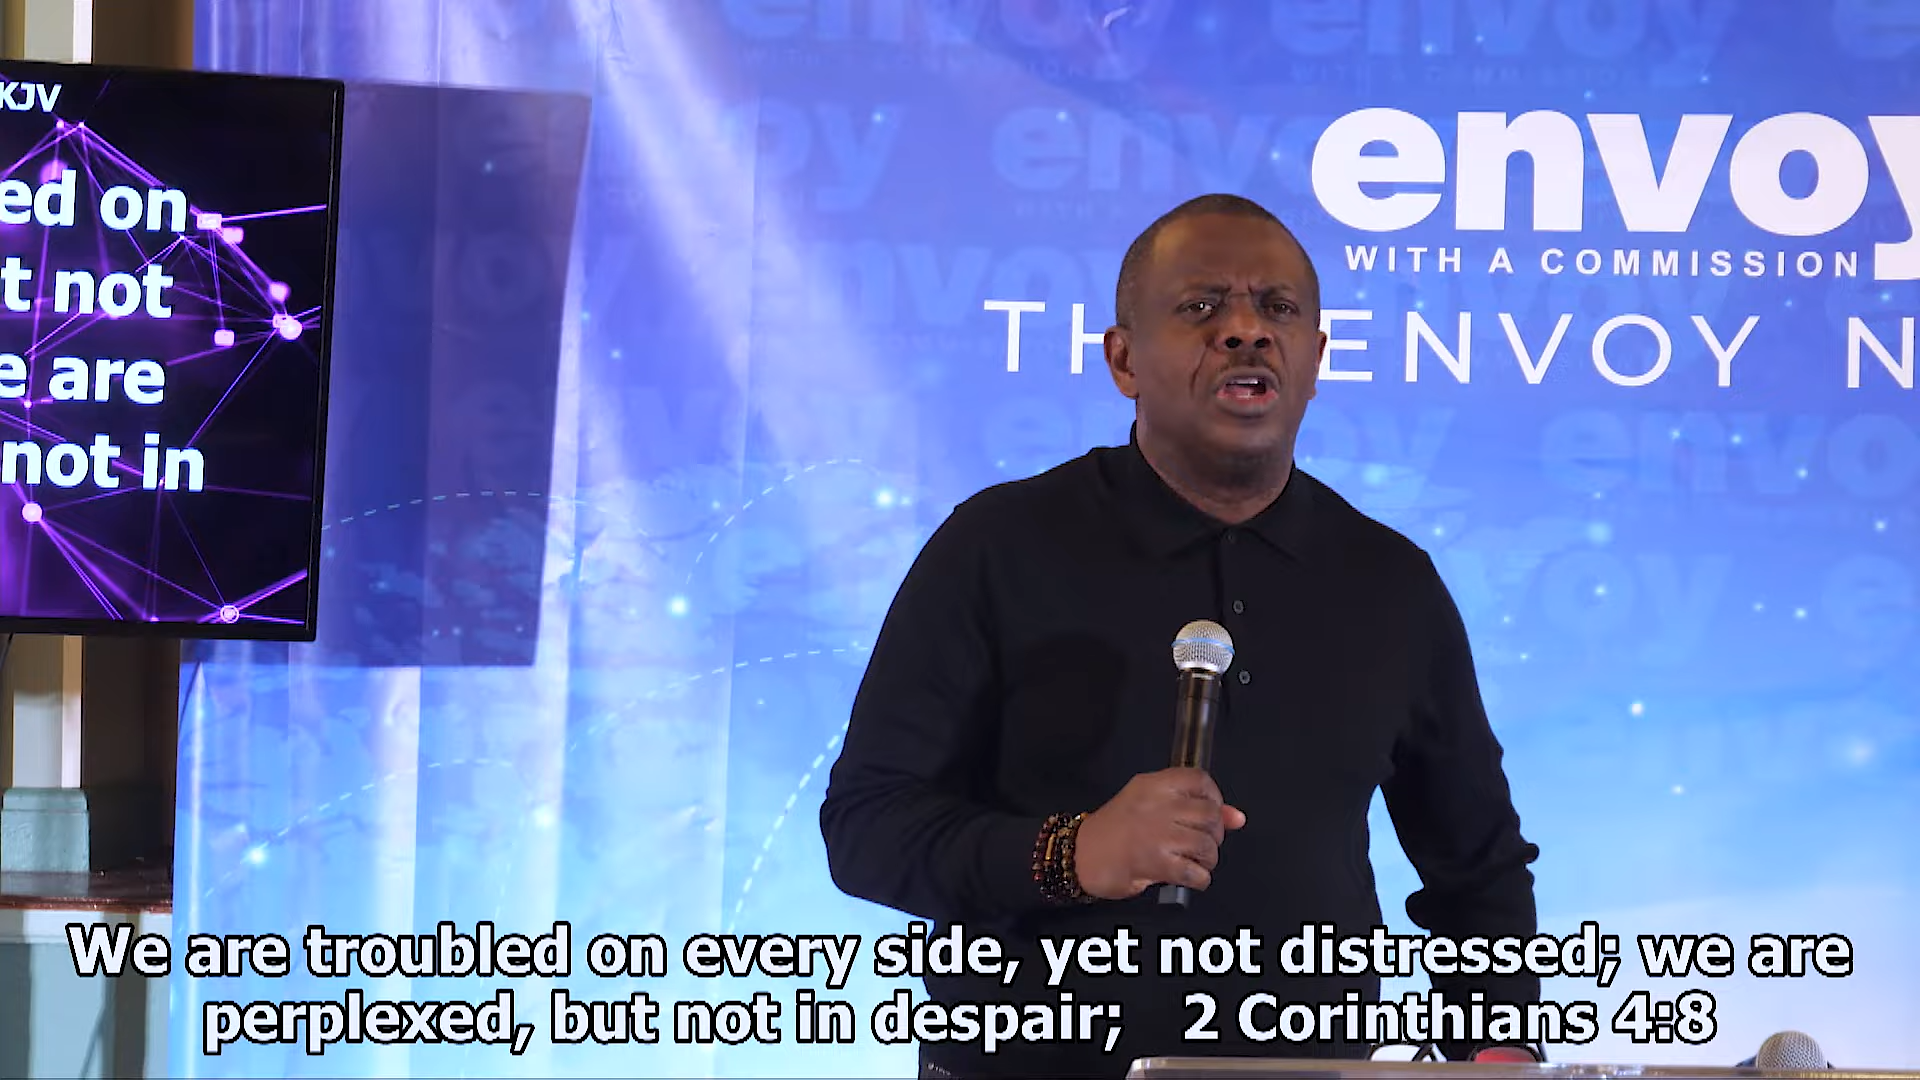 KJV
ed on
t not
e are
not in
envoy
WITH A COMMISSION
ENVOY N
We are troubled on every side, yet not distressed; we are
perplexed, but not in despair; 2 Corinthians 4:8